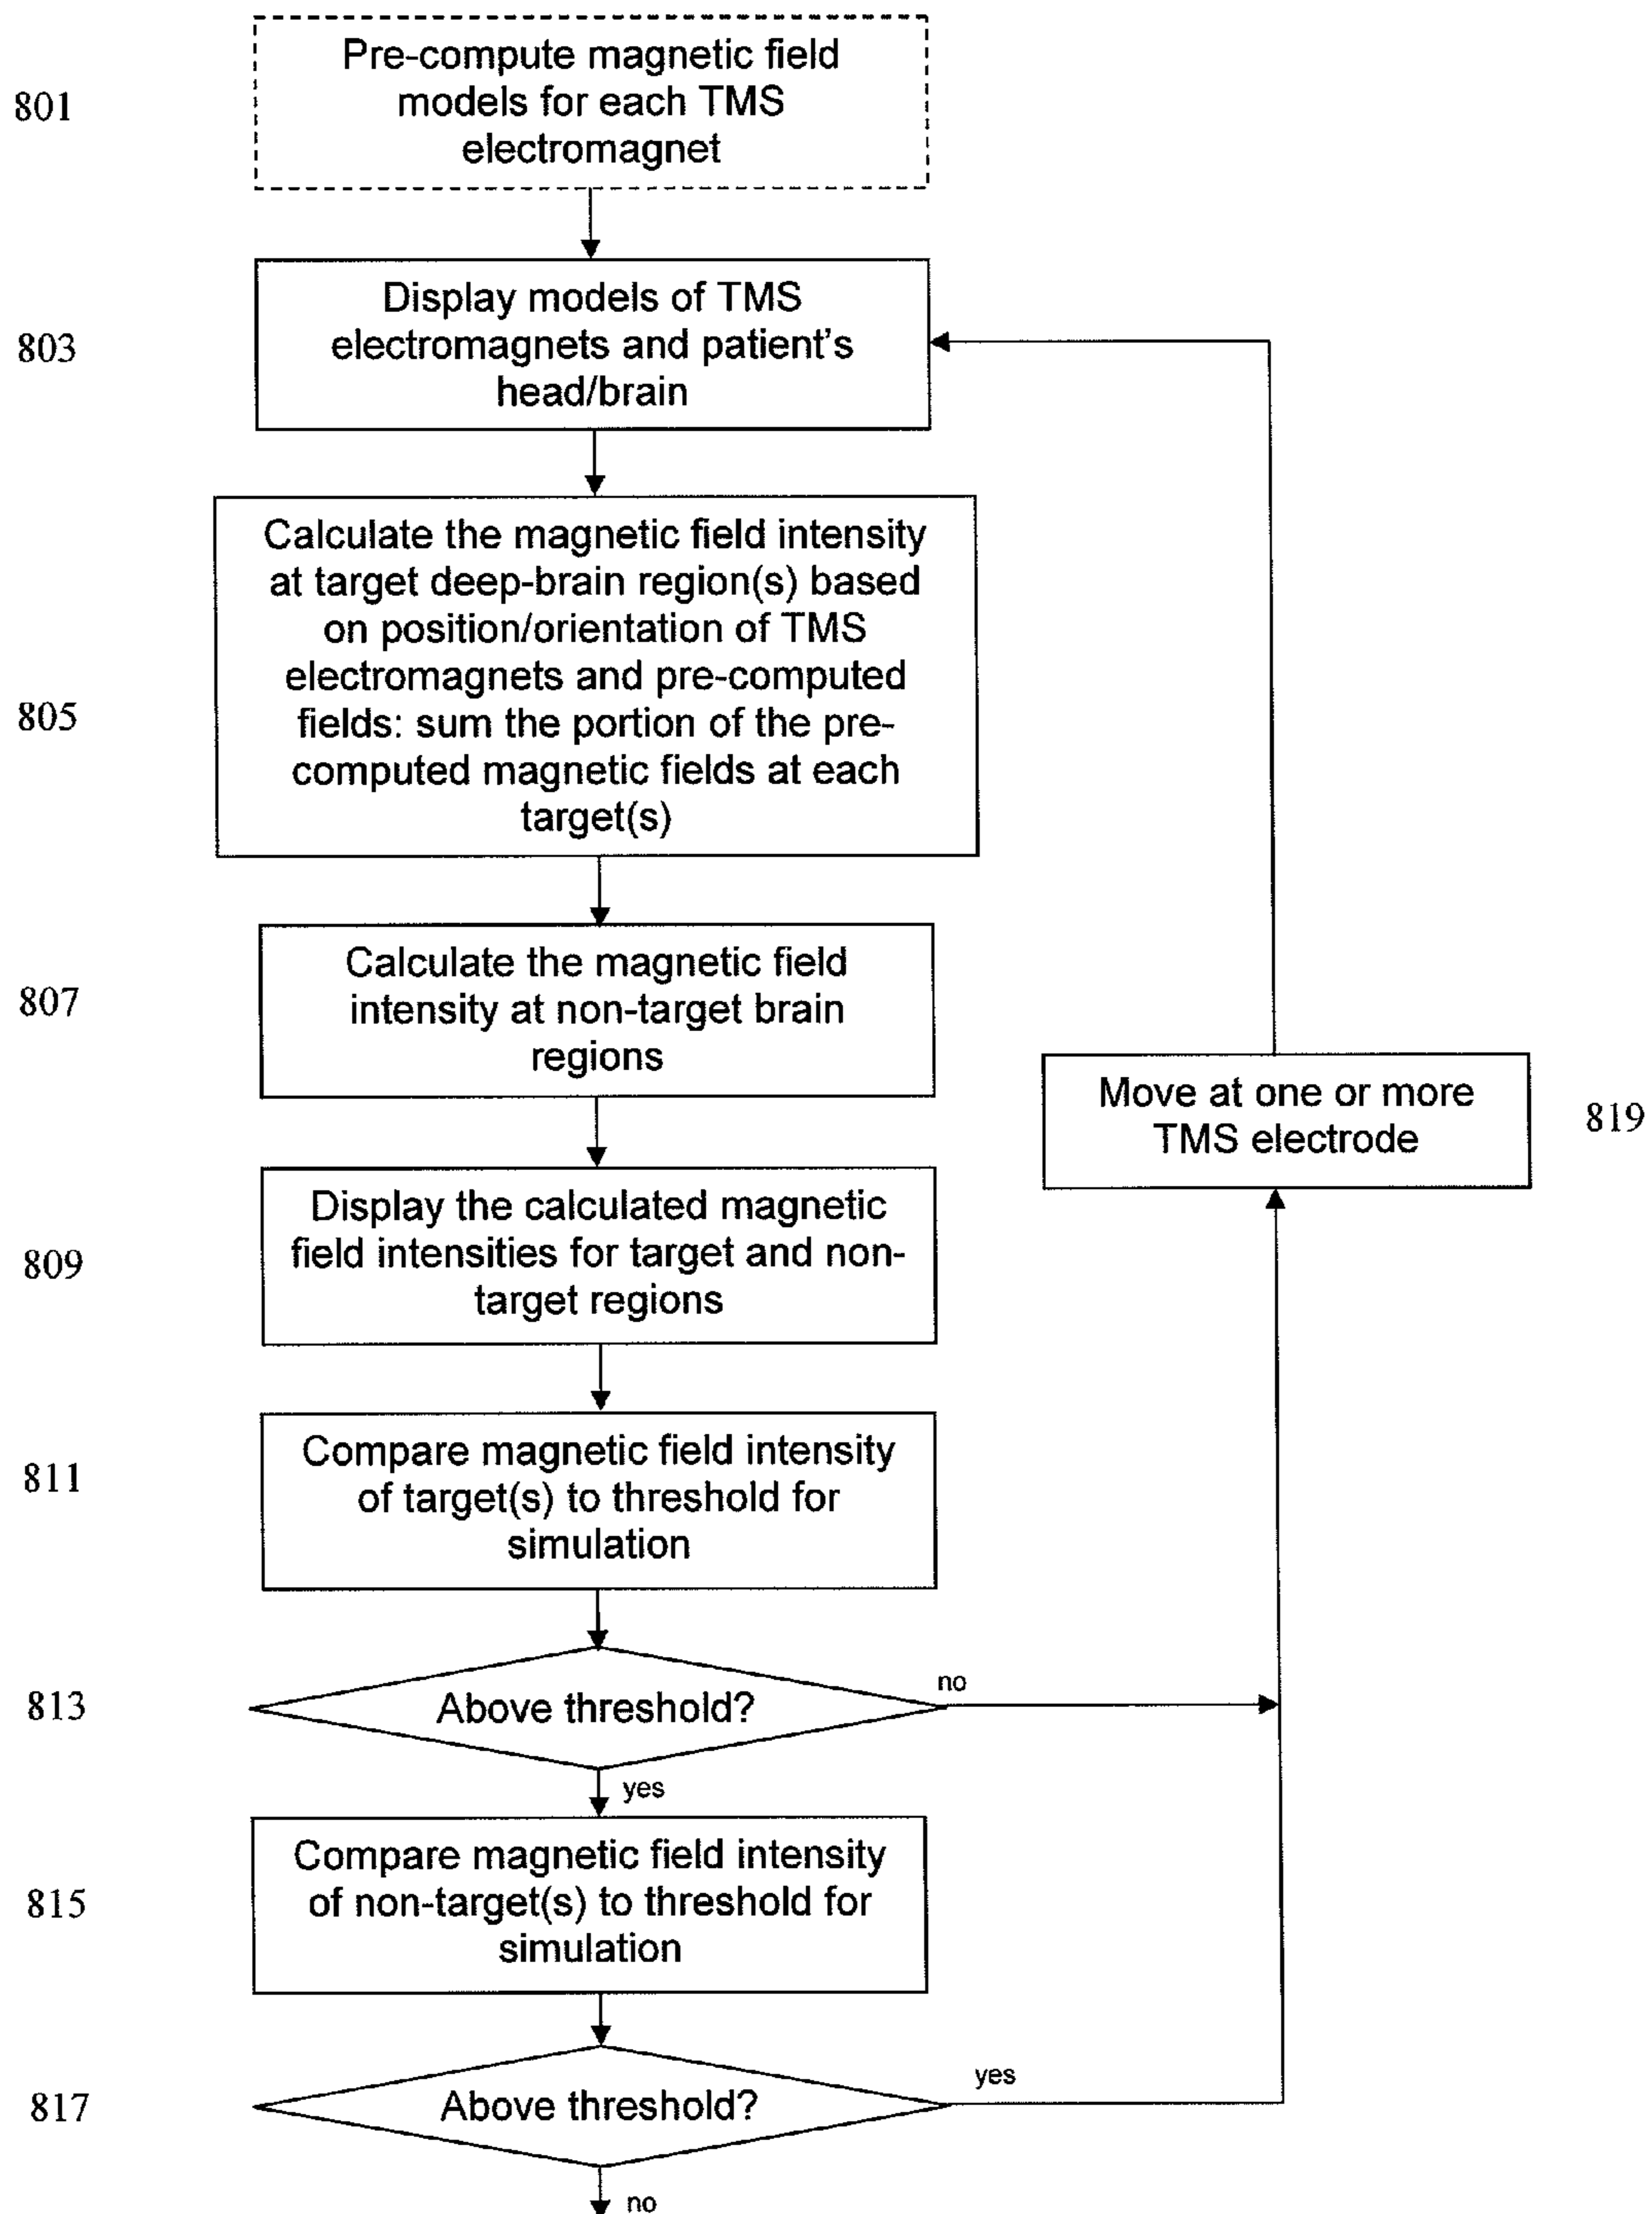 801
Pre-compute magnetic field
models for each TMS
electromagnet
803
Display models of TMS
electromagnets and patient's
head/brain
805
Calculate the magnetic field intensity
at target deep-brain region(s) based
on position/orientation of TMS
electromagnets and pre-computed
fields: sum the portion of the pre-
computed magnetic fields at each
target(s)
807
Calculate the magnetic field
intensity at non-target brain
regions
Move at one or more
TMS electrode
819
809
Display the calculated magnetic
field intensities for target and non-
target regions
811
Compare magnetic field intensity
of target(s) to threshold for
simulation
813
Above threshold?
no
yes
815
Compare magnetic field intensity
of non-target(s) to threshold for
simulation
817
Above threshold?
yes
no